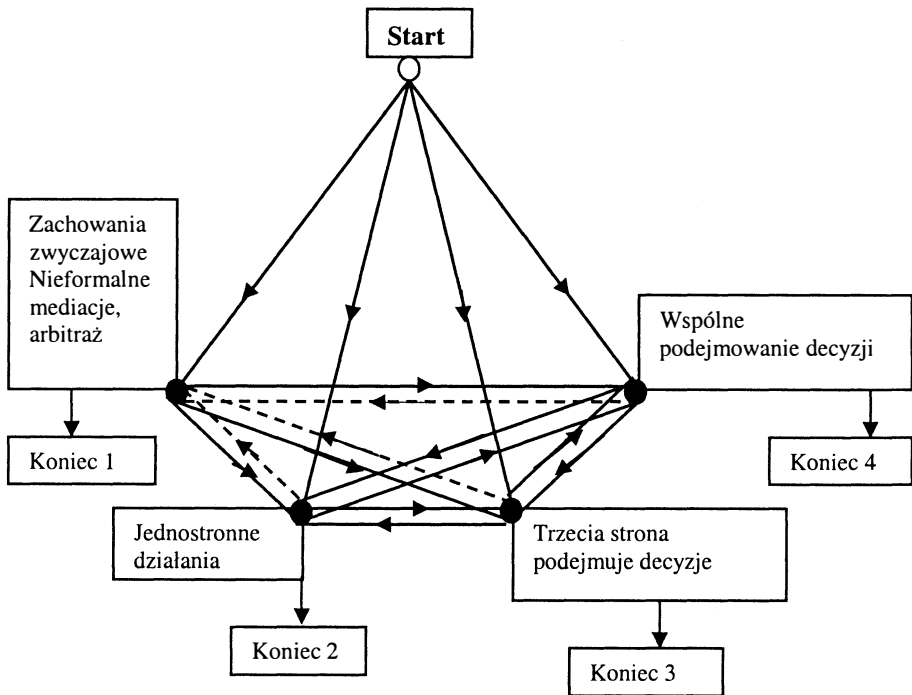 Start
Zachowania
zwyczajowe
Nieformalne
mediacje,
arbitraż
Wspólne
podejmowanie decyzji
Koniec 1
Koniec 4
Jednostronne
działania
Trzecia strona
podejmuje decyzje
Koniec 2
Koniec 3